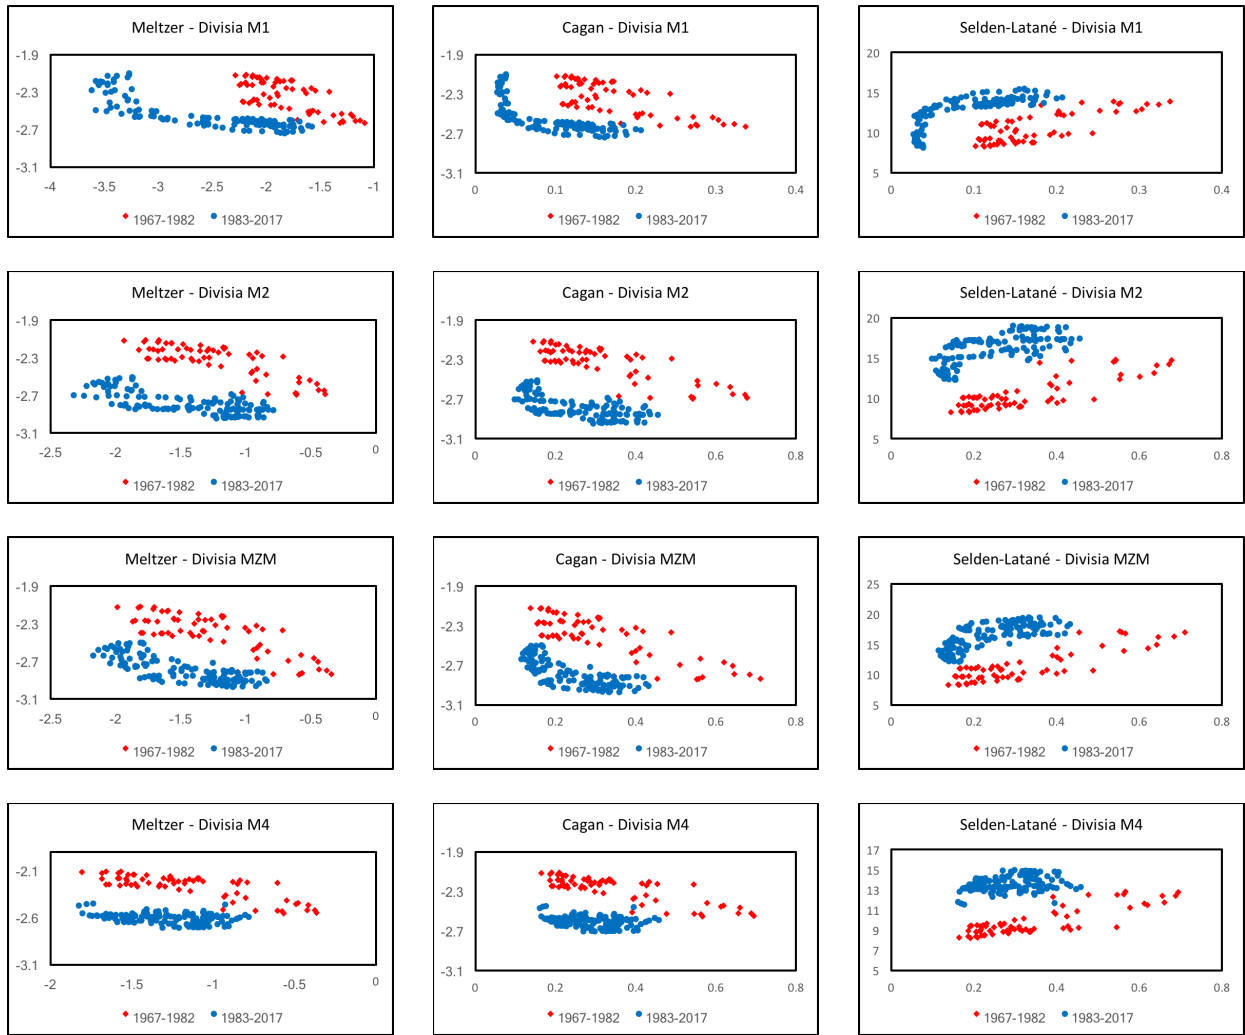 Meltzer - Divisia M1
-1.9
-2.3
-2.7
-3.1
-4 -3.5 -3 -2.5 -2 -1.5 -1
1967-1982 1983-2017
Cagan - Divisia M1
-1.9
-2.3
-2.7
-3.1
0 0.1 0.2 0.3 0.4
1967-1982 1983-2017
Selden-Latané - Divisia M1
20
15
10
5
0 0.1 0.2 0.3 0.4
1967-1982 1983-2017
Meltzer - Divisia M2
-1.9
-2.3
-2.7
-3.1
-2.5 -2 -1.5 -1 -0.5 0
1967-1982 1983-2017
Cagan - Divisia M2
-1.9
-2.3
-2.7
-3.1
0 0.2 0.4 0.6 0.8
1967-1982 1983-2017
Selden-Latané - Divisia M2
20
15
10
5
0 0.2 0.4 0.6 0.8
1967-1982 1983-2017
Meltzer - Divisia MZM
-1.9
-2.3
-2.7
-3.1
-2.5 -2 -1.5 -1 -0.5 0
1967-1982 1983-2017
Cagan - Divisia MZM
-1.9
-2.3
-2.7
-3.1
0 0.2 0.4 0.6 0.8
1967-1982 1983-2017
Selden-Latané - Divisia MZM
25
20
15
10
5
0 0.2 0.4 0.6 0.8
1967-1982 1983-2017
Meltzer - Divisia M4
-2.1
-2.6
-3.1
-2 -1.5 -1 -0.5 0
1967-1982 1983-2017
Cagan - Divisia M4
-1.9
-2.3
-2.7
-3.1
0 0.2 0.4 0.6 0.8
1967-1982 1983-2017
Selden-Latané - Divisia M4
17
15
13
11
9
7
5
0 0.2 0.4 0.6 0.8
1967-1982 1983-2017